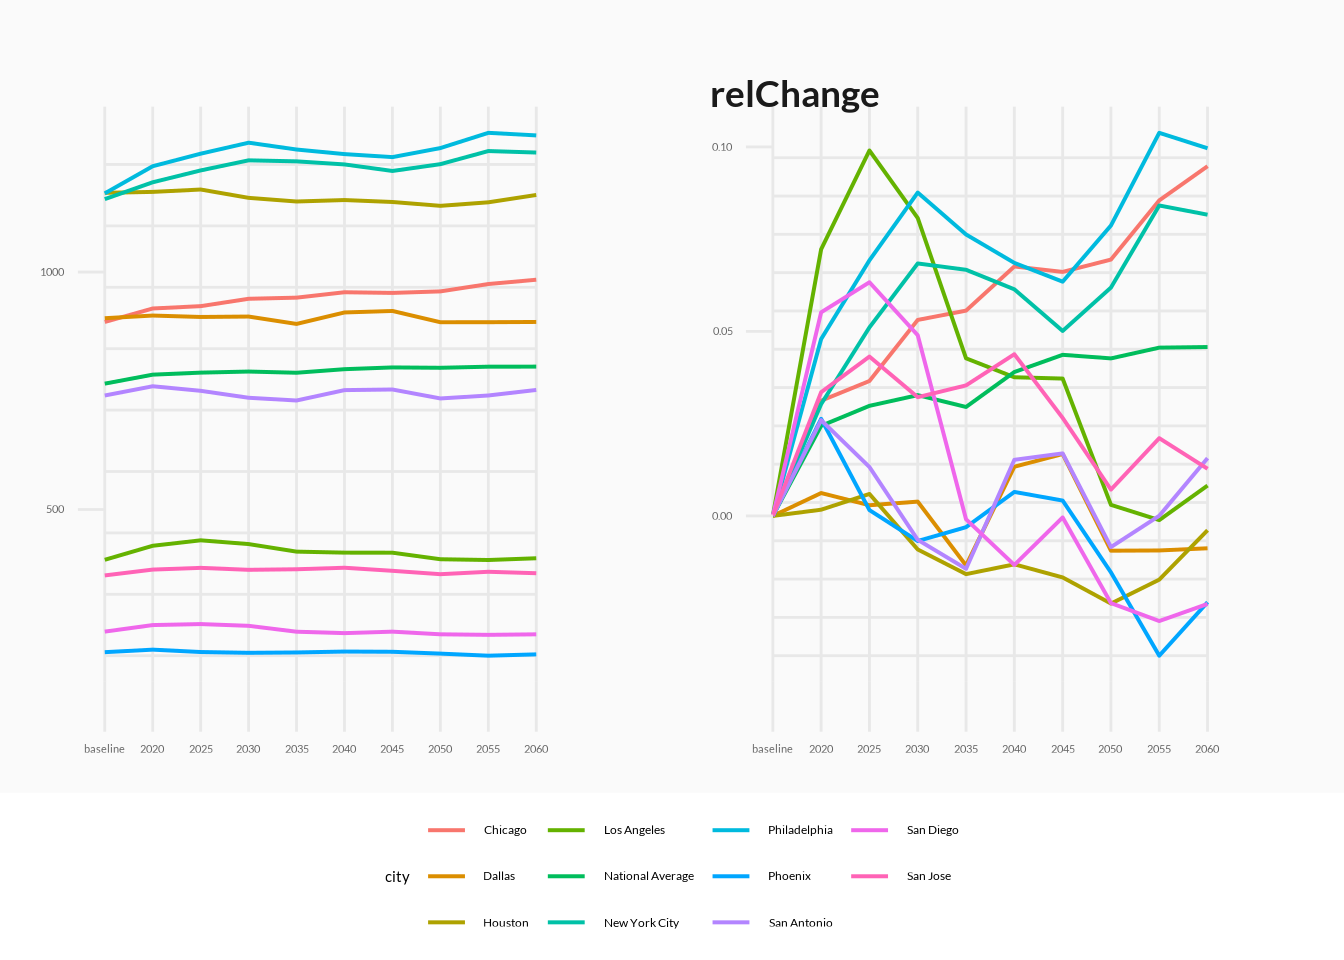 relChange
1000
500
baseline 2020 2025 2030 2035 2040 2045 2050 2055 2060
0.10
0.05
0.00
baseline 2020 2025 2030 2035 2040 2045 2050 2055 2060
city
Chicago
Dallas
Houston
Los Angeles
National Average
New York City
Philadelphia
Phoenix
San Antonio
San Diego
San Jose